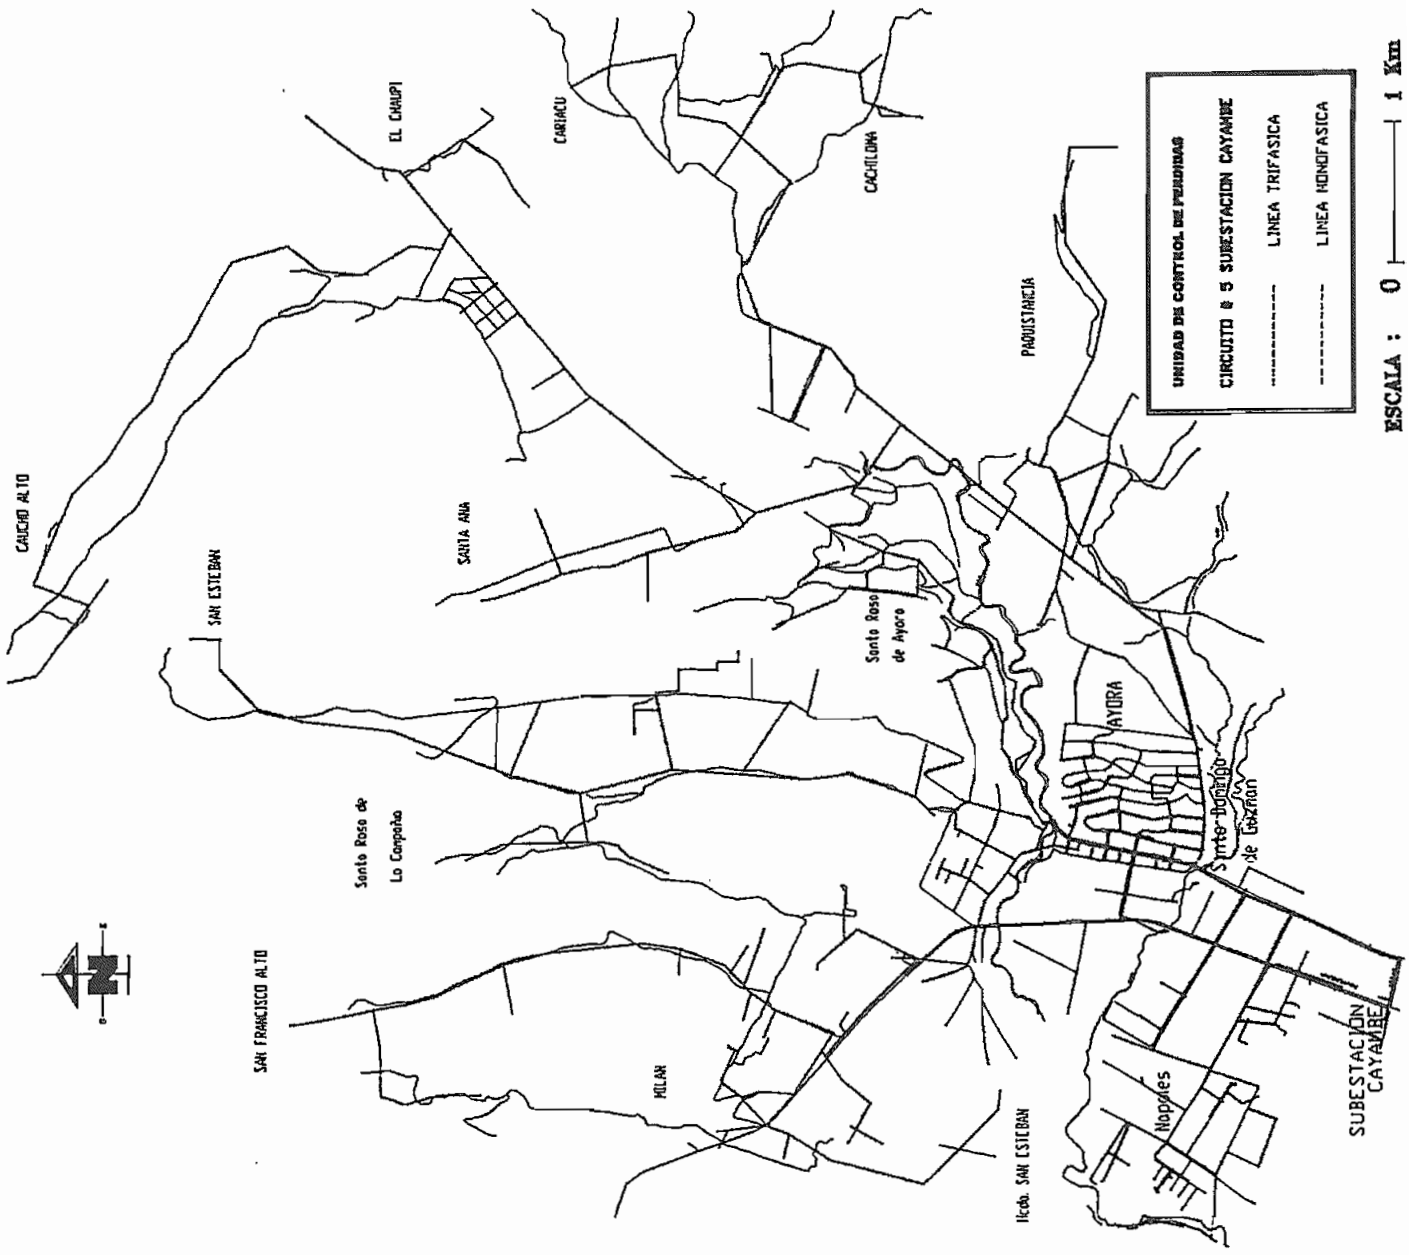 CAUCHO ALTO
SAN ESTEBAN
EL CHAUPI
CARIACU
CACHILOMA
SANTA ANA
PAQUISTANCIA
Santa Rosa
de Ayora
AYORA
Santo Domingo
de Guzman
Santa Rosa de
La Compañia
SAN FRANCISCO ALTO
MILAN
Hcda. SAN ESTEBAN
Napoles
SUBESTACION
CAYAMBE
N
UNIDAD DE CONTROL DE PERDIDAS
CIRCUITO # 5 SUBESTACION CAYAMBE
LINEA TRIFASICA
LINEA MONOFASICA
ESCALA : 0 1 Km